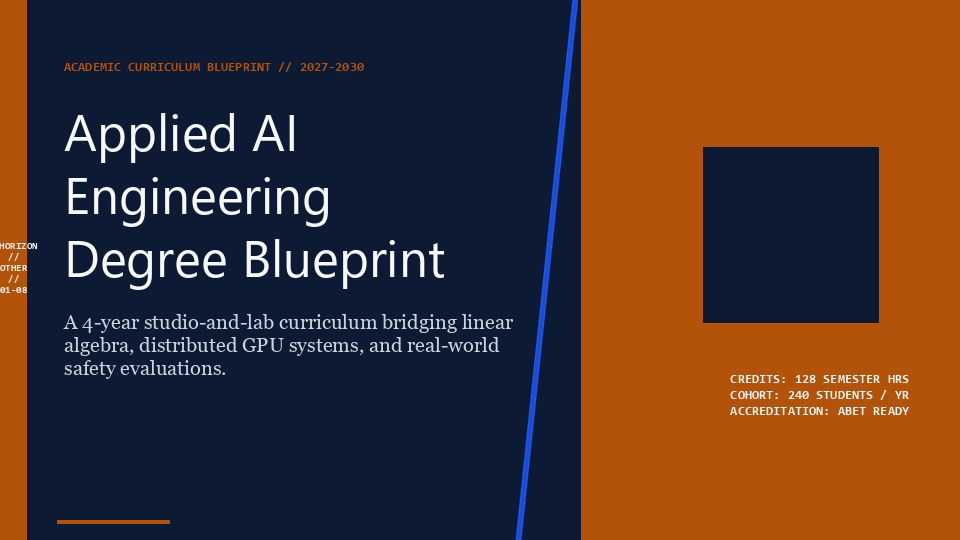 ACADEMIC CURRICULUM BLUEPRINT // 2027-2030
Applied AI
Engineering
Degree Blueprint
A 4-year studio-and-lab curriculum bridging linear
algebra, distributed GPU systems, and real-world
safety evaluations.
HORIZON
//
OTHER
//
01-08
CREDITS: 128 SEMESTER HRS
COHORT: 240 STUDENTS / YR
ACCREDITATION: ABET READY